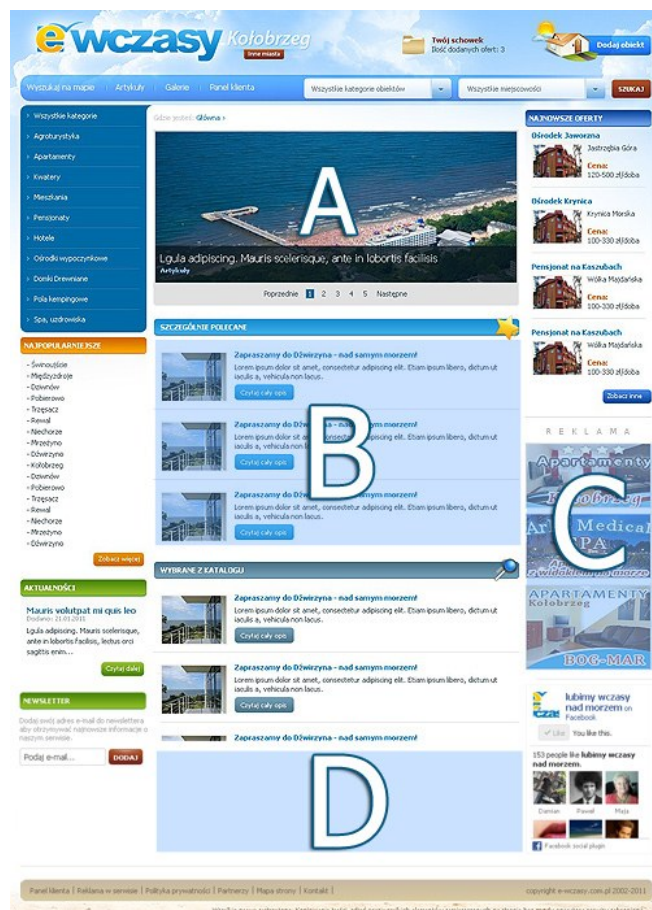 ewczasy Kołobrzeg
Inne miasta
Twój schowek
Ilość dodanych ofert: 3
Dodaj obiekt
Wyszukaj na mapie
Artykuły
Galerie
Panel klienta
Wszystkie kategorie obiektów
Wszystkie miejscowości
SZUKAJ
Wszystkie kategorie
Agroturystyka
Apartamenty
Kwatery
Mieszkania
Pensjonaty
Hotele
Ośrodki wypoczynkowe
Domki Drewniane
Pola kempingowe
Spa, uzdrowiska
NAJPOPULARNIEJSZE
- Świnoujście
- Międzyzdroje
- Dziwnów
- Pobierowo
- Trzęsacz
- Rewal
- Niechorze
- Mrzeżyno
- Dźwirzyno
- Kołobrzeg
- Dziwnów
- Pobierowo
- Trzęsacz
- Rewal
- Niechorze
- Mrzeżyno
- Dźwirzyno
Zobacz więcej
AKTUALNOŚCI
Mauris volutpat mi quis leo
Dodano: 21.01.2011
Lgula adipiscing. Mauris scelerisque,
ante in lobortis facilisis, lectus orci
sagittis enim...
Czytaj dalej
NEWSLETTER
Dodaj swój adres e-mail do newslettera
aby otrzymywać najnowsze informacje o
naszym serwisie.
Podaj e-mail...
DODAJ
Gdzie jesteś: Główna ›
A
Lgula adipiscing. Mauris scelerisque, ante in lobortis facilisis
Artykuły
Poprzednie 1 2 3 4 5 Następne
SZCZEGÓLNIE POLECANE
Zapraszamy do Dźwirzyna - nad samym morzem!
Lorem ipsum dolor sit amet, consectetur adipiscing elit. Etiam ipsum libero, dictum ut
iaculis a, vehicula non lacus.
Czytaj cały opis
Zapraszamy do Dźwirzyna - nad samym morzem!
Lorem ipsum dolor sit amet, consectetur adipiscing elit. Etiam ipsum libero, dictum ut
iaculis a, vehicula non lacus.
Czytaj cały opis
B
Zapraszamy do Dźwirzyna - nad samym morzem!
Lorem ipsum dolor sit amet, consectetur adipiscing elit. Etiam ipsum libero, dictum ut
iaculis a, vehicula non lacus.
Czytaj cały opis
WYBRANE Z KATALOGU
Zapraszamy do Dźwirzyna - nad samym morzem!
Lorem ipsum dolor sit amet, consectetur adipiscing elit. Etiam ipsum libero, dictum ut
iaculis a, vehicula non lacus.
Czytaj cały opis
Zapraszamy do Dźwirzyna - nad samym morzem!
Lorem ipsum dolor sit amet, consectetur adipiscing elit. Etiam ipsum libero, dictum ut
iaculis a, vehicula non lacus.
Czytaj cały opis
Zapraszamy do Dźwirzyna - nad samym morzem!
D
NAJNOWSZE OFERTY
Ośrodek Jaworzna
Jastrzębia Góra
Cena:
120-500 zł/doba
Ośrodek Krynica
Krynica Morska
Cena:
100-330 zł/doba
Pensjonat na Kaszubach
Wólka Majdańska
Cena:
100-330 zł/doba
Pensjonat na Kaszubach
Wólka Majdańska
Cena:
100-330 zł/doba
Zobacz inne
REKLAMA
Apartamenty
Kołobrzeg
C
Medical
SPA
z widokiem na morze
APARTAMENTY
Kołobrzeg
BOG-MAR
lubimy wczasy
nad morzem on
Facebook
Like You like this.
153 people like lubimy wczasy
nad morzem.
Damian Paweł Maja
Facebook social plugin
Panel klienta | Reklama w serwisie | Polityka prywatności | Partnerzy | Mapa strony | Kontakt |
copyright e-wczasy.com.pl 2002-2011